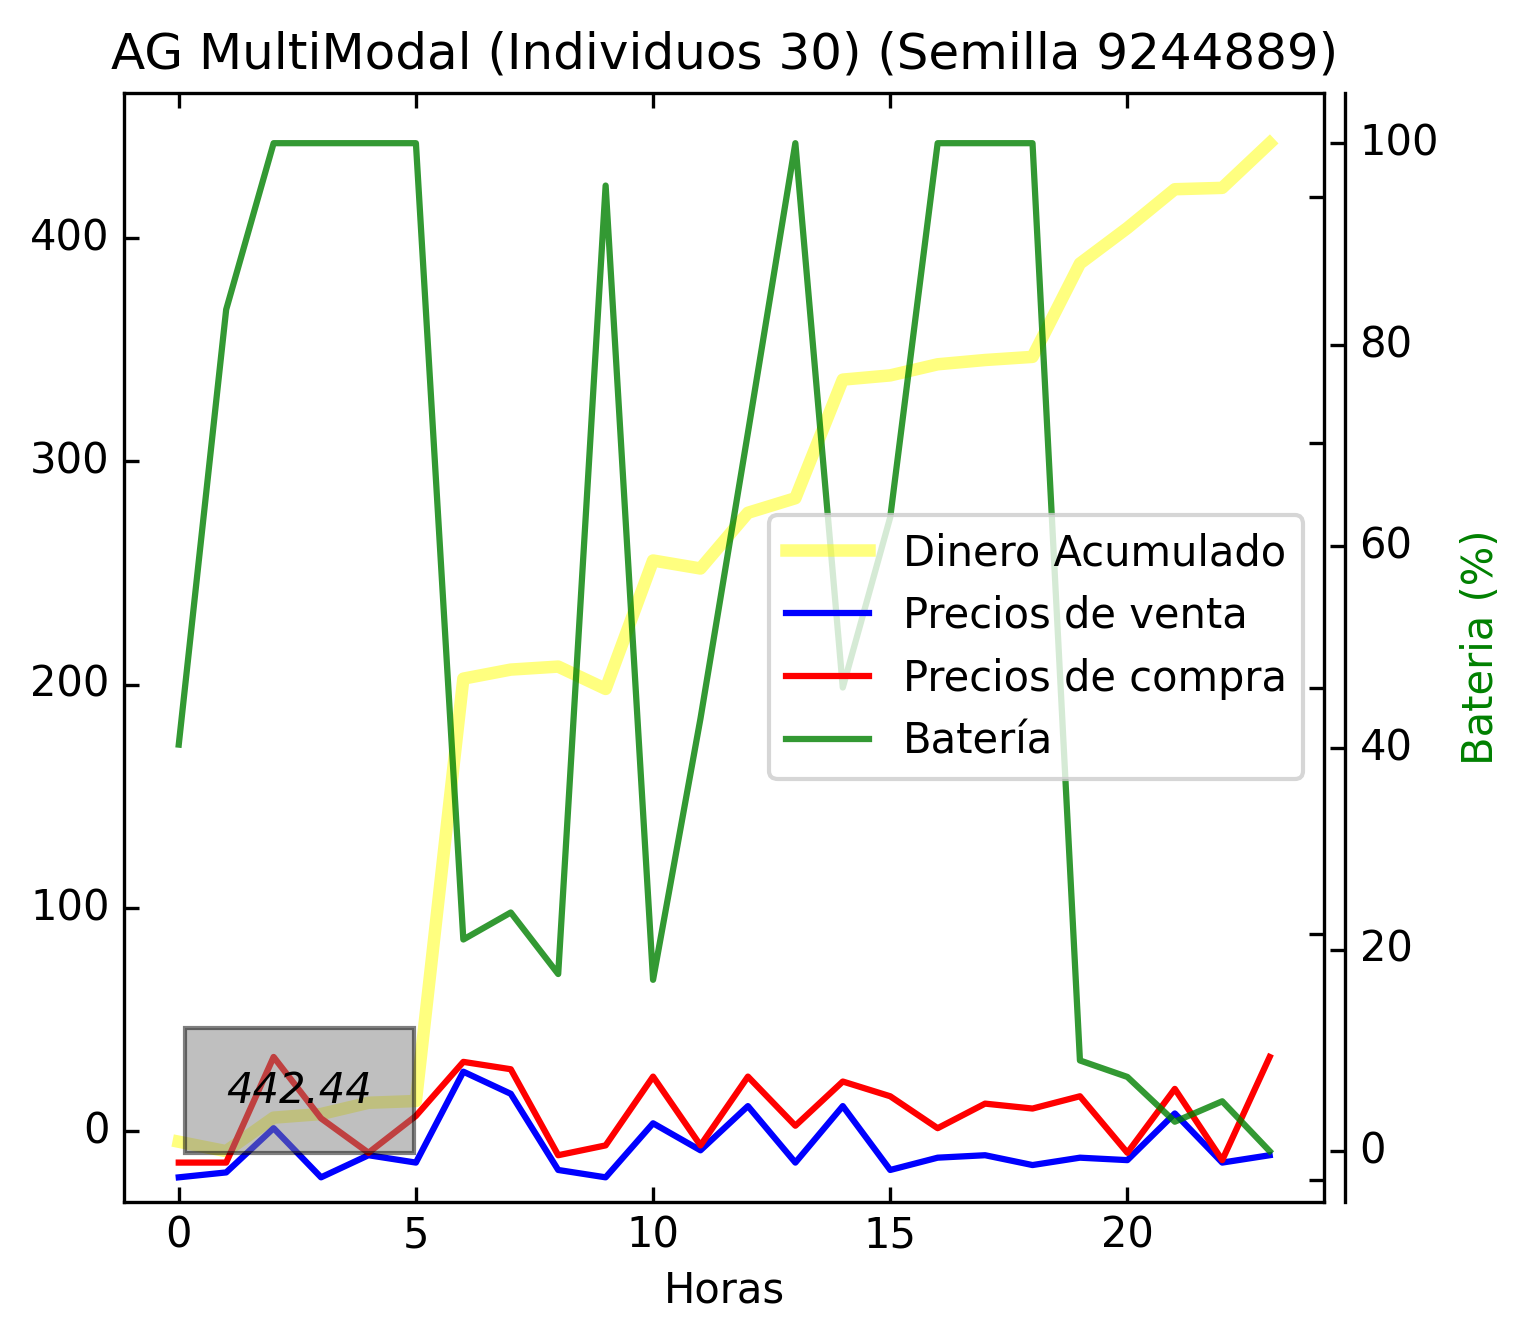 AG MultiModal (Individuos 30) (Semilla 9244889)
400
300
200
100
0
100
80
60
40
20
0
Bateria (%)
Dinero Acumulado
Precios de venta
Precios de compra
Batería
442.44
0 5 10 15 20
Horas